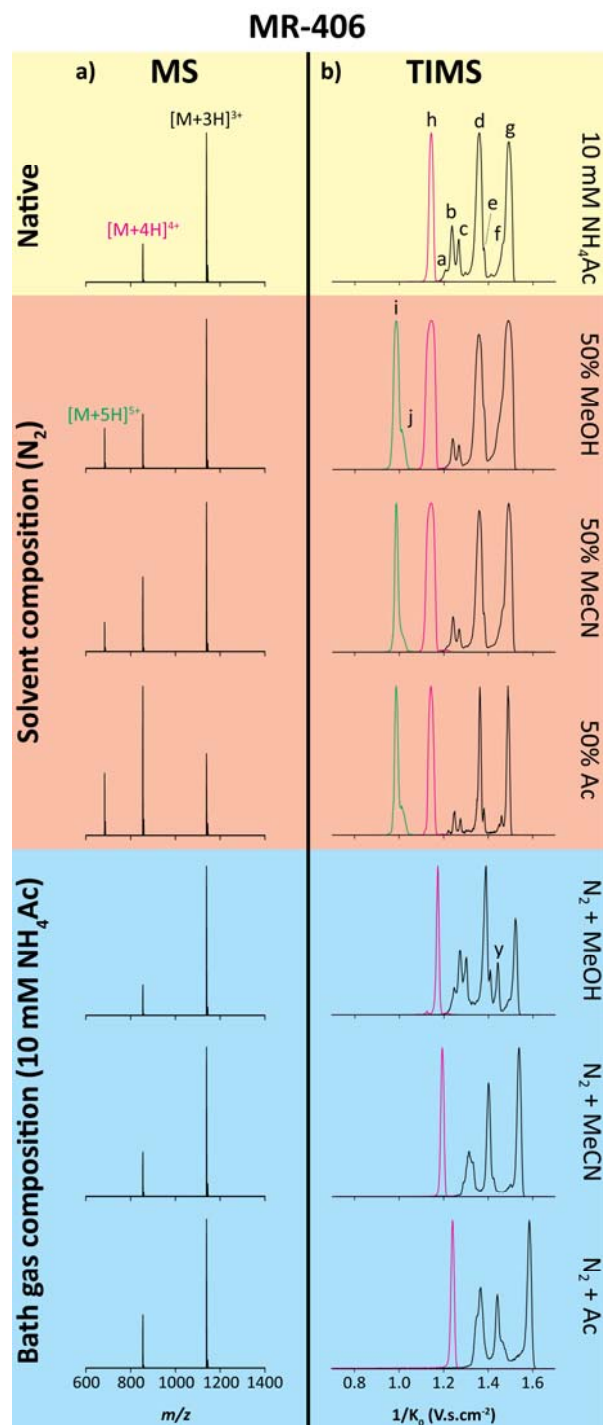 MR-406
a) MS
b) TIMS
Native
[M+3H]³⁺
[M+4H]⁴⁺
h
d
g
b
c
e
a
f
10 mM NH₄Ac
Solvent composition (N₂)
[M+5H]⁵⁺
i
j
50% MeOH
50% MeCN
50% Ac
Bath gas composition (10 mM NH₄Ac)
y
N₂ + MeOH
N₂ + MeCN
N₂ + Ac
600 800 1000 1200 1400
m/z
0.8 1.0 1.2 1.4 1.6
1/K₀ (V.s.cm⁻²)